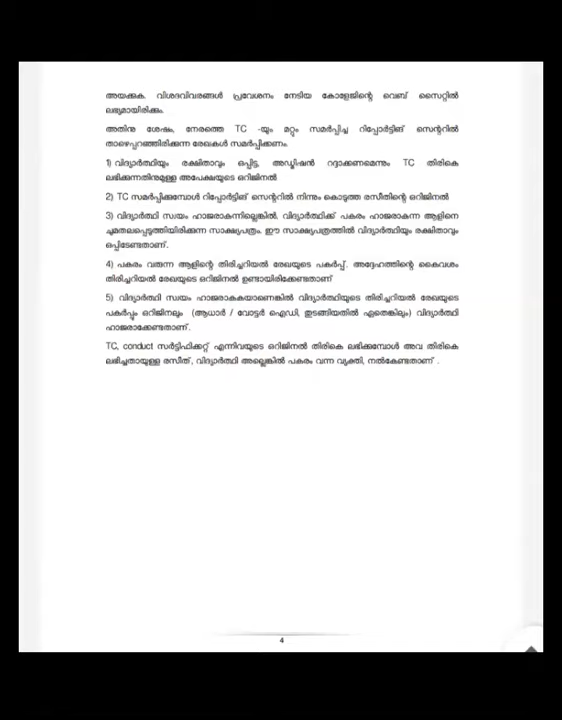 അയക്കുക. വിശദവിവരങ്ങൾ പ്രവേശനം നേടിയ കോളേജിന്റെ വെബ് സൈറ്റിൽ
ലഭ്യമായിരിക്കും.
അതിനു ശേഷം, നേരത്തെ TC -യും മറ്റും സമർപ്പിച്ച റിപ്പോർട്ടിങ്ങ് സെന്ററിൽ
താഴെപ്പറഞ്ഞിരിക്കുന്ന രേഖകൾ സമർപ്പിക്കണം.
1) വിദ്യാർത്ഥിയും രക്ഷിതാവും ഒപ്പിട്ട, അഡ്മിഷൻ റദ്ദാക്കണമെന്നും TC തിരികെ
ലഭിക്കുന്നതിനുമുള്ള അപേക്ഷയുടെ ഒറിജിനൽ
2) TC സമർപ്പിക്കുമ്പോൾ റിപ്പോർട്ടിങ് സെന്ററിൽ നിന്നും കൊടുത്ത രസീതിന്റെ ഒറിജിനൽ
3) വിദ്യാർത്ഥി സ്വയം ഹാജരാകുന്നില്ലെങ്കിൽ, വിദ്യാർത്ഥിക്ക് പകരം ഹാജരാകുന്ന ആളിനെ
ചുമതലപ്പെടുത്തിയിരിക്കുന്ന സാക്ഷ്യപത്രം. ഈ സാക്ഷ്യപത്രത്തിൽ വിദ്യാർത്ഥിയും രക്ഷിതാവും
ഒപ്പിടേണ്ടതാണ്.
4) പകരം വരുന്ന ആളിന്റെ തിരിച്ചറിയൽ രേഖയുടെ പകർപ്പ്. അദ്ദേഹത്തിന്റെ കൈവശം
തിരിച്ചറിയൽ രേഖയുടെ ഒറിജിനൽ ഉണ്ടായിരിക്കേണ്ടതാണ്
5) വിദ്യാർത്ഥി സ്വയം ഹാജരാകുകയാണെങ്കിൽ വിദ്യാർത്ഥിയുടെ തിരിച്ചറിയൽ രേഖയുടെ
പകർപ്പും ഒറിജിനലും (ആധാർ / വോട്ടർ ഐഡി, തുടങ്ങിയതിൽ ഏതെങ്കിലും) വിദ്യാർത്ഥി
ഹാജരാക്കേണ്ടതാണ്.
TC, conduct സർട്ടിഫിക്കറ്റ് എന്നിവയുടെ ഒറിജിനൽ തിരികെ ലഭിക്കുമ്പോൾ അവ തിരികെ
ലഭിച്ചതായുള്ള രസീത്, വിദ്യാർത്ഥി അല്ലെങ്കിൽ പകരം വന്ന വ്യക്തി, നൽകേണ്ടതാണ് .
4